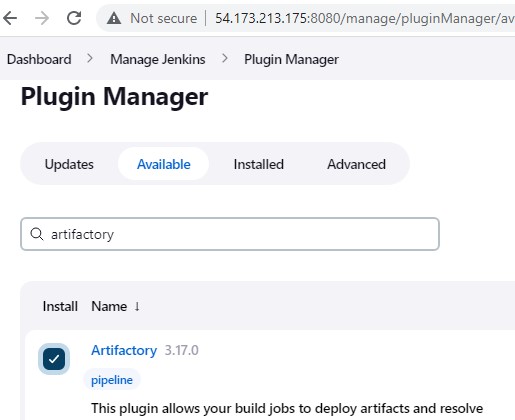 Not secure 54.173.213.175:8080/manage/pluginManager/av
Dashboard Manage Jenkins Plugin Manager
Plugin Manager
Updates Available Installed Advanced
artifactory
Install Name ↓
Artifactory 3.17.0
pipeline
This plugin allows your build jobs to deploy artifacts and resolve